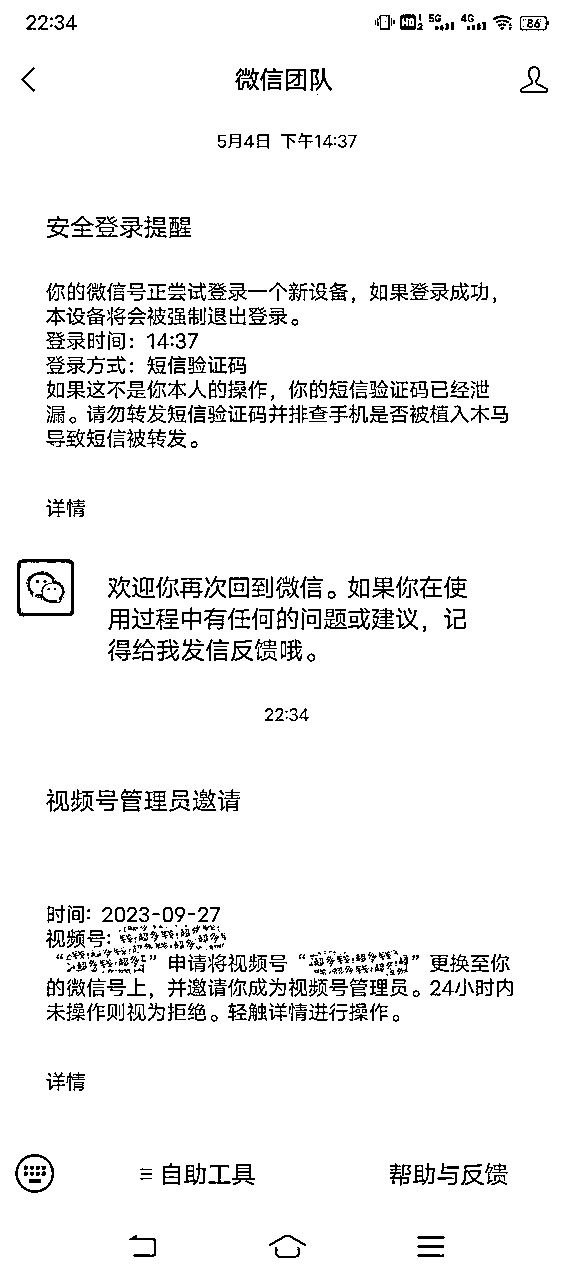 22:34
HD 1 2 5G 4G 86
微信团队
5月4日 下午14:37
安全登录提醒
你的微信号正尝试登录一个新设备，如果登录成功，
本设备将会被强制退出登录。
登录时间：14:37
登录方式：短信验证码
如果这不是你本人的操作，你的短信验证码已经泄
漏。请勿转发短信验证码并排查手机是否被植入木马
导致短信被转发。
详情
欢迎你再次回到微信。如果你在使
用过程中有任何的问题或建议，记
得给我发信反馈哦。
22:34
视频号管理员邀请
时间：2023-09-27
视频号:
“ ”申请将视频号“ ”更换至你
的微信号上，并邀请你成为视频号管理员。24小时内
未操作则视为拒绝。轻触详情进行操作。
详情
自助工具
帮助与反馈